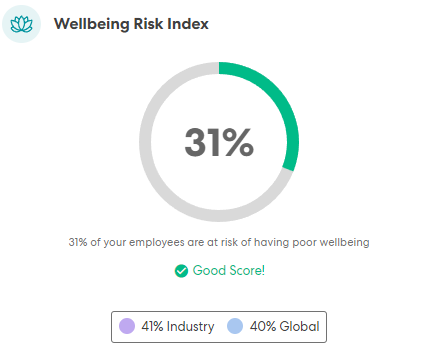 Wellbeing Risk Index
31%
31% of your employees are at risk of having poor wellbeing
Good Score!
41% Industry 40% Global